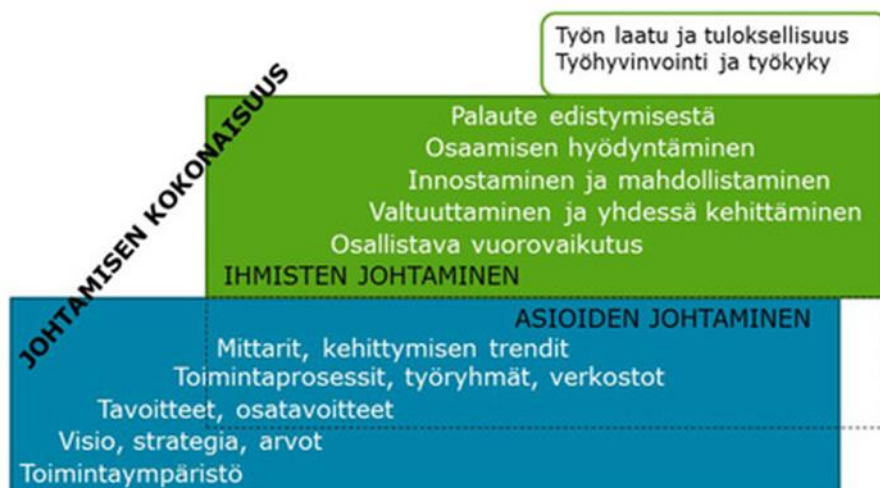 Työn laatu ja tuloksellisuus
Työhyvinvointi ja työkyky
JOHTAMISEN KOKONAISUUS
Palaute edistymisestä
Osaamisen hyödyntäminen
Innostaminen ja mahdollistaminen
Valtuuttaminen ja yhdessä kehittäminen
Osallistava vuorovaikutus
IHMISTEN JOHTAMINEN
ASIOIDEN JOHTAMINEN
Mittarit, kehittymisen trendit
Toimintaprosessit, työryhmät, verkostot
Tavoitteet, osatavoitteet
Visio, strategia, arvot
Toimintaympäristö